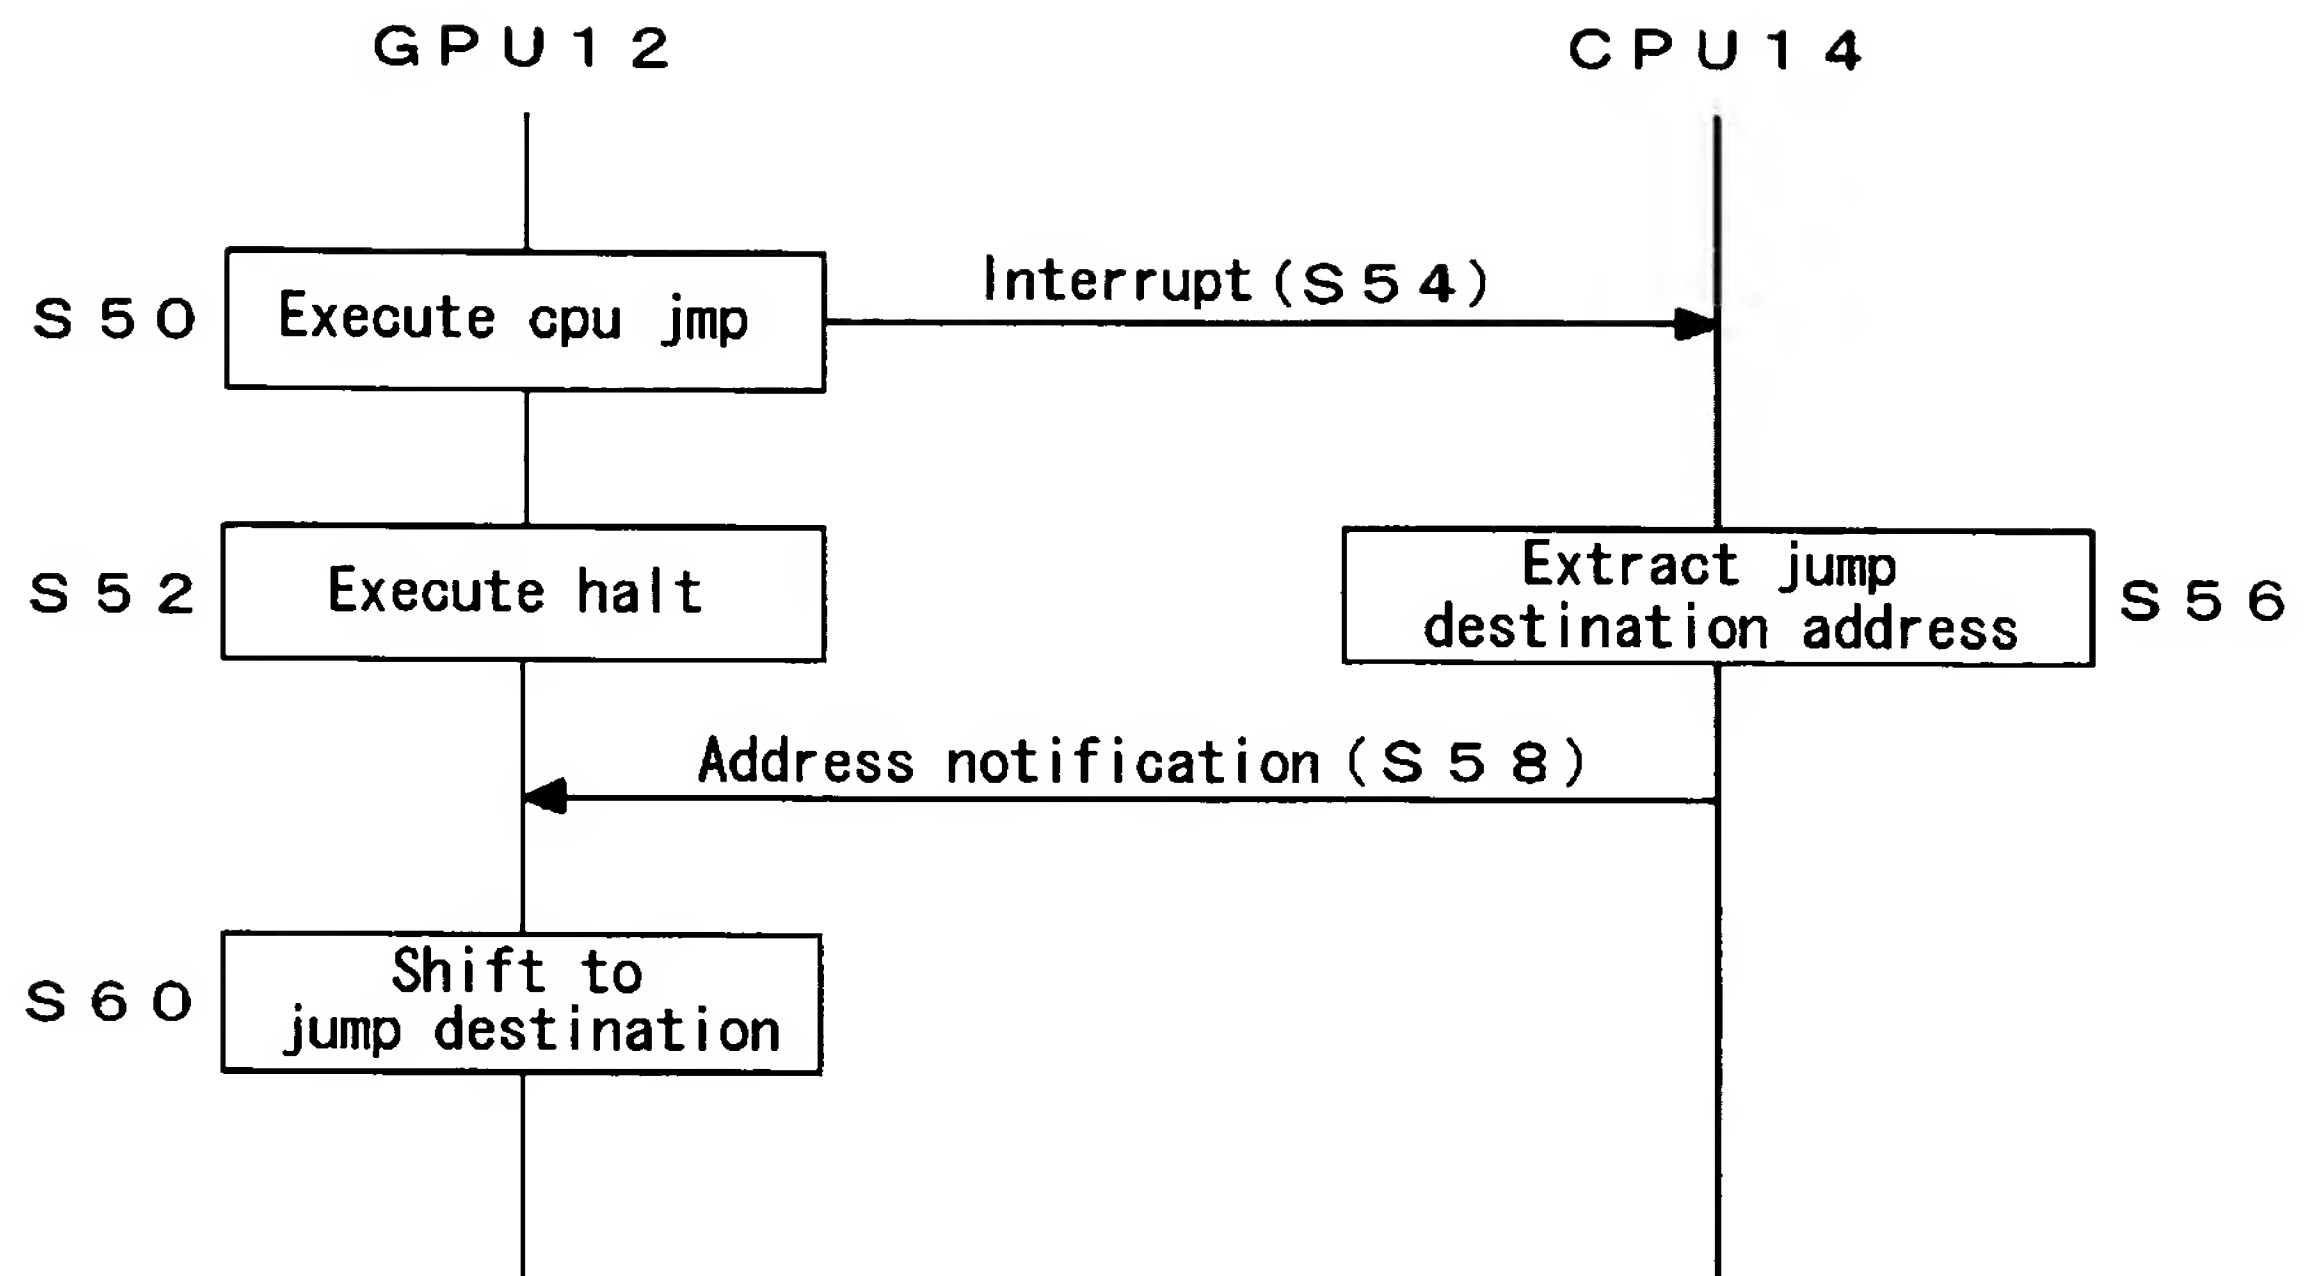 GPU12
CPU14
S50
Execute cpu jmp
Interrupt(S54)
S52
Execute halt
Extract jump
destination address
S56
Address notification(S58)
S60
Shift to
jump destination